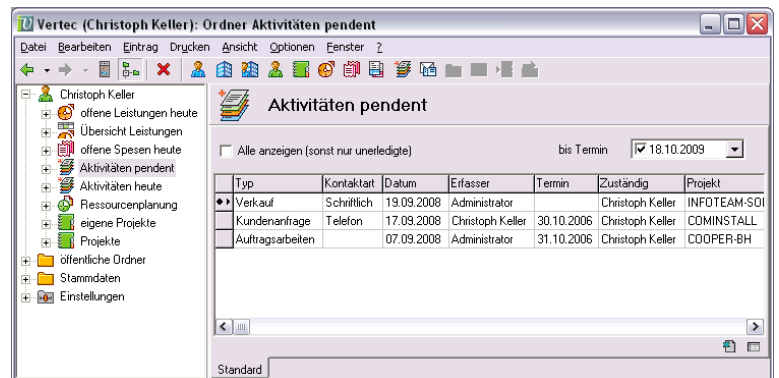 Vertec (Christoph Keller): Ordner Aktivitäten pendent
Datei Bearbeiten Eintrag Drucken Ansicht Optionen Fenster ?
Christoph Keller
offene Leistungen heute
Übersicht Leistungen
offene Spesen heute
Aktivitäten pendent
Aktivitäten heute
Ressourcenplanung
eigene Projekte
Projekte
öffentliche Ordner
Stammdaten
Einstellungen
Aktivitäten pendent
Alle anzeigen (sonst nur unerledigte) bis Termin 18.10.2009
Typ Kontaktart Datum Erfasser Termin Zuständig Projekt
Verkauf Schriftlich 19.09.2008 Administrator Christoph Keller INFOTEAM-SOI
Kundenanfrage Telefon 17.09.2008 Christoph Keller 30.10.2006 Christoph Keller COMINSTALL
Auftragsarbeiten 07.09.2008 Administrator 31.10.2006 Christoph Keller COOPER-BH
Standard